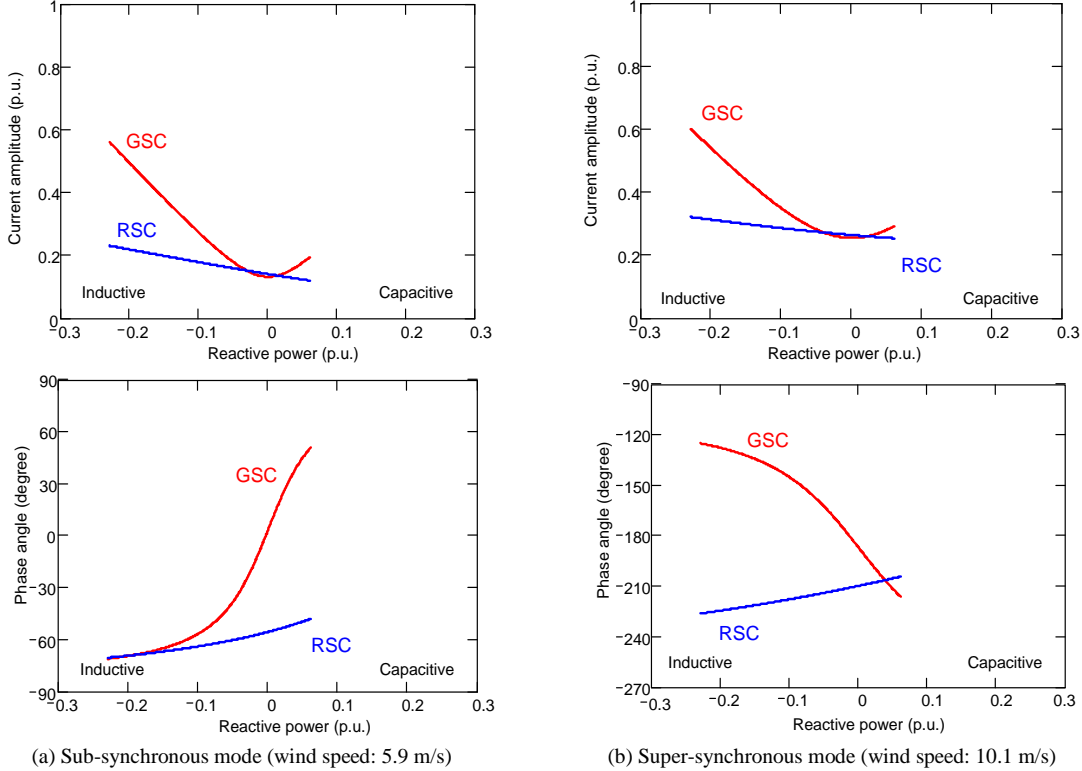 1
0.8
0.6
0.4
0.2
0
Current amplitude (p.u.)
GSC
RSC
Inductive
Capacitive
−0.3
−0.2
−0.1
0
0.1
0.2
0.3
Reactive power (p.u.)
1
0.8
0.6
0.4
0.2
0
Current amplitude (p.u.)
GSC
RSC
Inductive
Capacitive
−0.3
−0.2
−0.1
0
0.1
0.2
0.3
Reactive power (p.u.)
90
60
30
0
−30
−60
−90
Phase angle (degree)
GSC
RSC
Inductive
Capacitive
−0.3
−0.2
−0.1
0
0.1
0.2
0.3
Reactive power (p.u.)
−90
−120
−150
−180
−210
−240
−270
Phase angle (degree)
GSC
RSC
Inductive
Capacitive
−0.3
−0.2
−0.1
0
0.1
0.2
0.3
Reactive power (p.u.)
(a) Sub-synchronous mode (wind speed: 5.9 m/s)
(b) Super-synchronous mode (wind speed: 10.1 m/s)